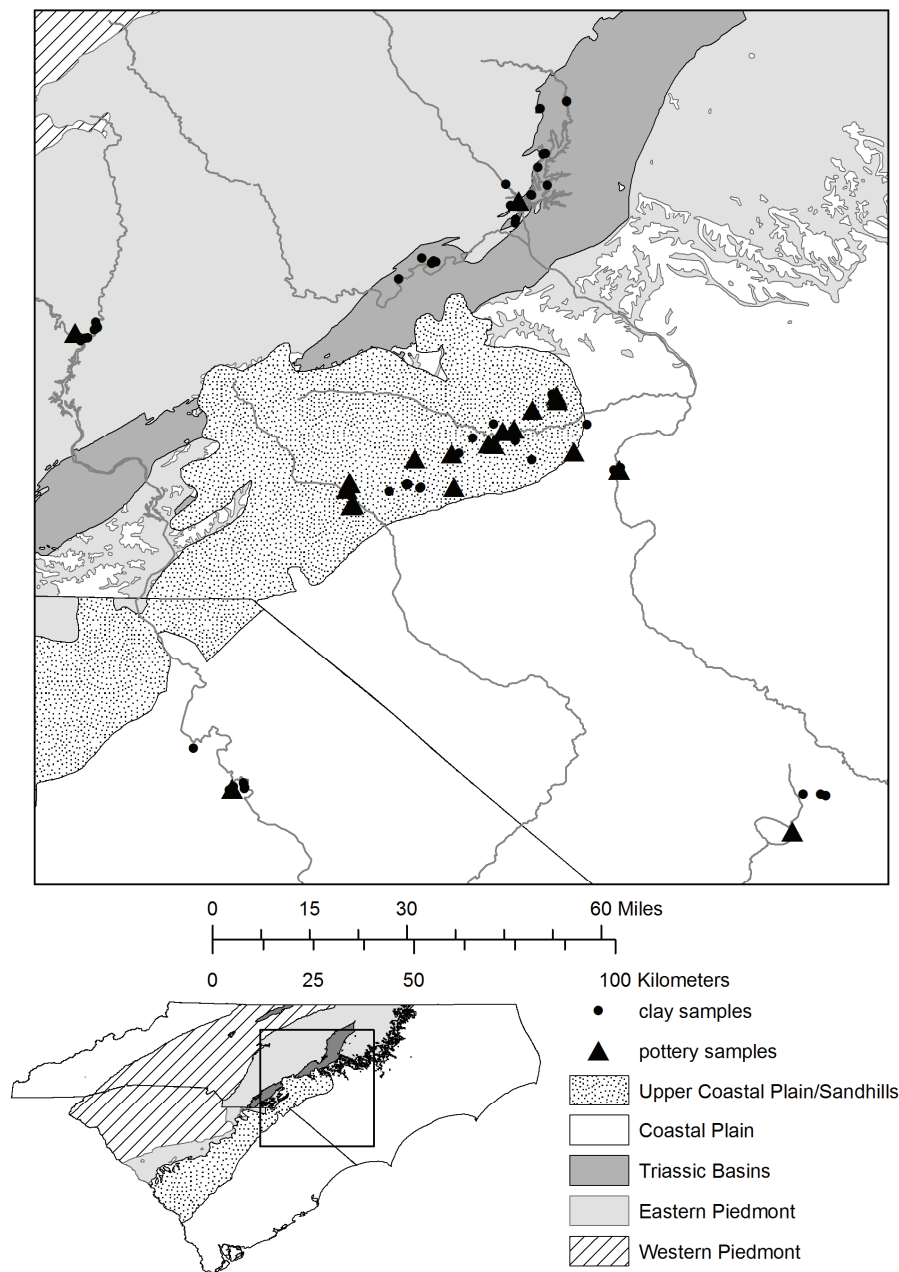 0 15 30 60 Miles
0 25 50 100 Kilometers
clay samples
pottery samples
Upper Coastal Plain/Sandhills
Coastal Plain
Triassic Basins
Eastern Piedmont
Western Piedmont